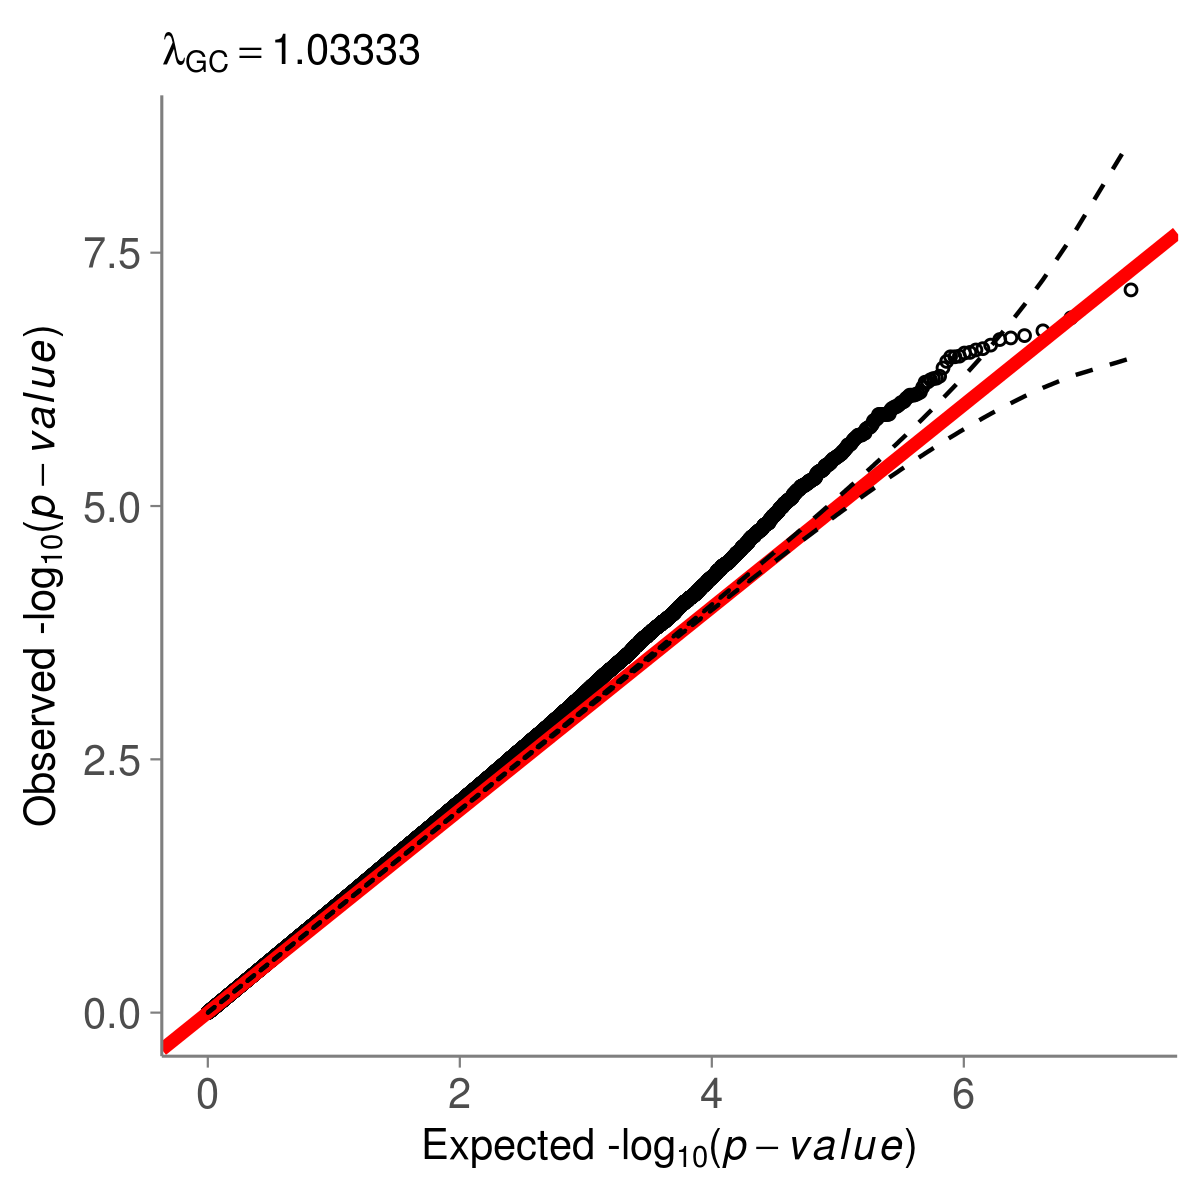 λGC = 1.03333
Observed -log10(p − value)
7.5
5.0
2.5
0.0
0 2 4 6
Expected -log10(p − value)